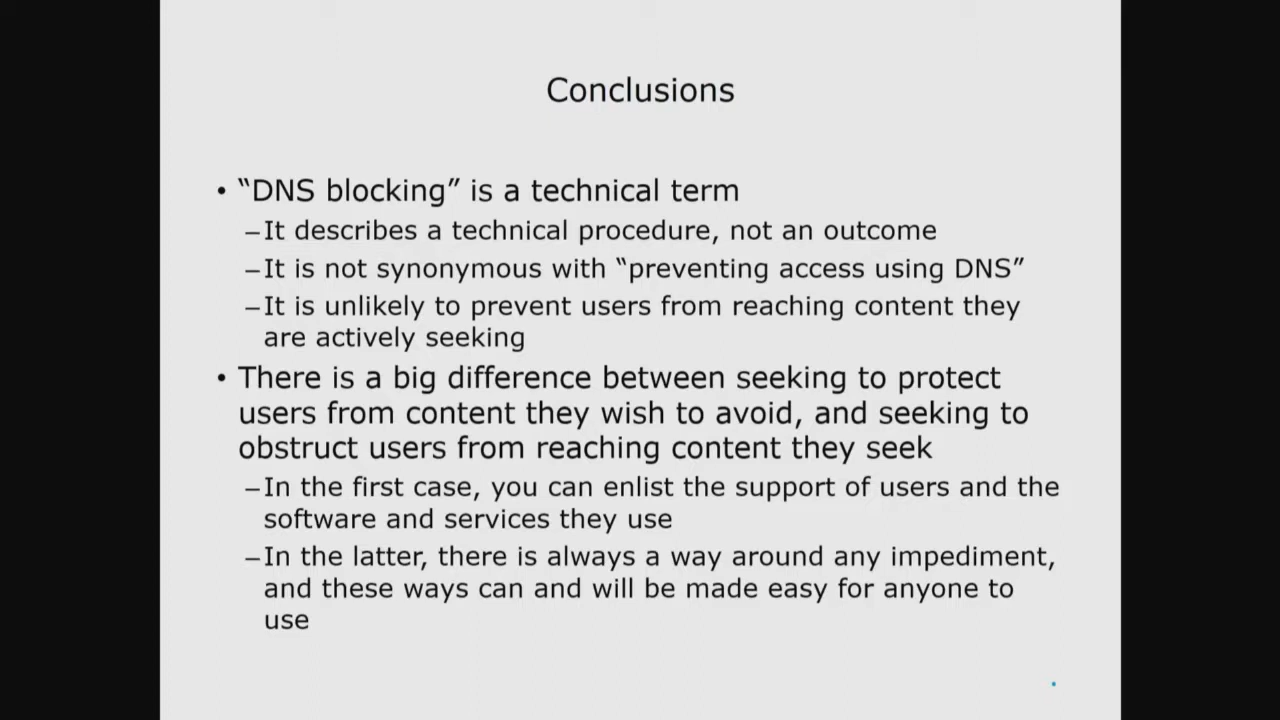 Conclusions
• “DNS blocking” is a technical term
–It describes a technical procedure, not an outcome
–It is not synonymous with “preventing access using DNS”
–It is unlikely to prevent users from reaching content they
are actively seeking
• There is a big difference between seeking to protect
users from content they wish to avoid, and seeking to
obstruct users from reaching content they seek
–In the first case, you can enlist the support of users and the
software and services they use
–In the latter, there is always a way around any impediment,
and these ways can and will be made easy for anyone to
use